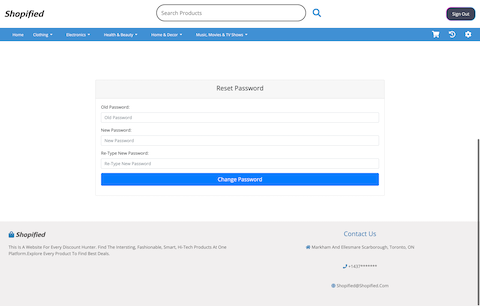 Shopified
Search Products
Sign Out
Home Clothing Electronics Health & Beauty Home & Decor Music, Movies & TV Shows
Reset Password
Old Password:
Old Password
New Password:
New Password
Re-Type New Password:
Re-Type New Password
Change Password
Shopified
This Is A Website For Every Discount Hunter. Find The Intersting, Fashionable, Smart, Hi-Tech Products At One
Platform.Explore Every Product To Find Best Deals.
Contact Us
Markham And Ellesmare Scarborough, Toronto, ON
+1437*******
Shopified@Shopified.Com